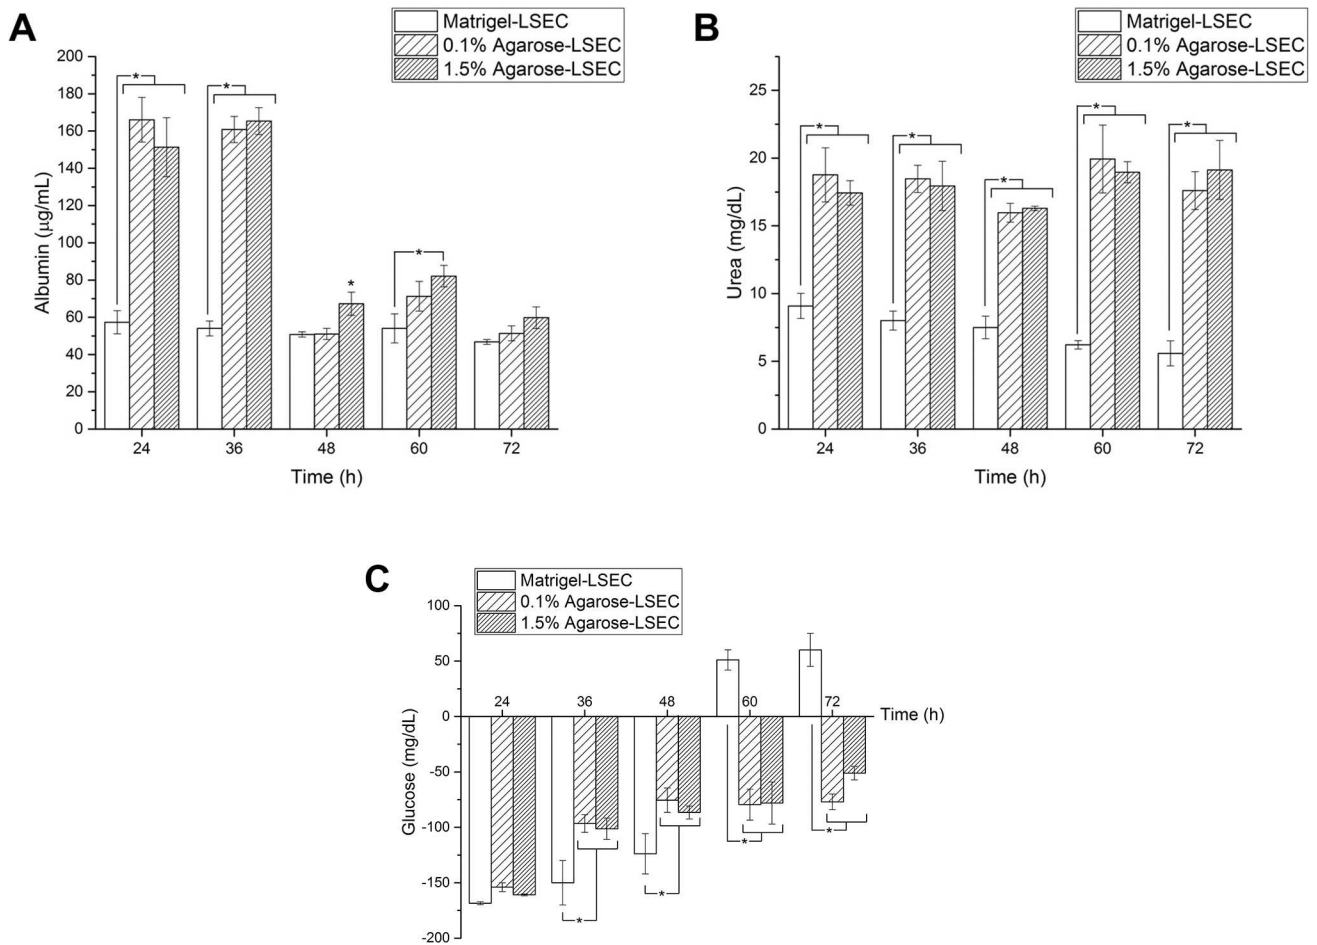 A
Matrigel-LSEC
0.1% Agarose-LSEC
1.5% Agarose-LSEC
200
180
160
140
120
100
80
60
40
20
0
Albumin (μg/mL)
* * * * 
24 36 48 60 72
Time (h)
B
Matrigel-LSEC
0.1% Agarose-LSEC
1.5% Agarose-LSEC
25
20
15
10
5
0
Urea (mg/dL)
* * * * *
24 36 48 60 72
Time (h)
C
Matrigel-LSEC
0.1% Agarose-LSEC
1.5% Agarose-LSEC
100
50
0
-50
-100
-150
-200
Glucose (mg/dL)
24 36 48 60 72
Time (h)
* * * *